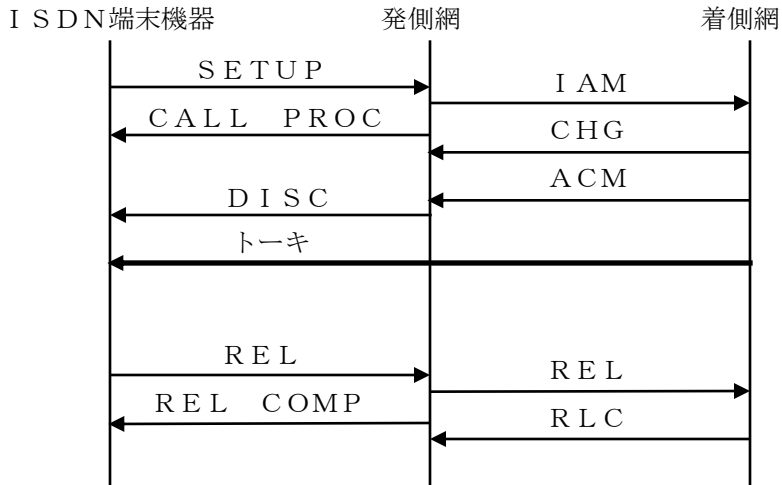 ＩＳＤＮ端末機器 発側網 着側網
ＳＥＴＵＰ
ＩＡＭ
ＣＡＬＬ　ＰＲＯＣ
ＣＨＧ
ＡＣＭ
ＤＩＳＣ
トーキ
ＲＥＬ
ＲＥＬ
ＲＥＬ　ＣＯＭＰ
ＲＬＣ